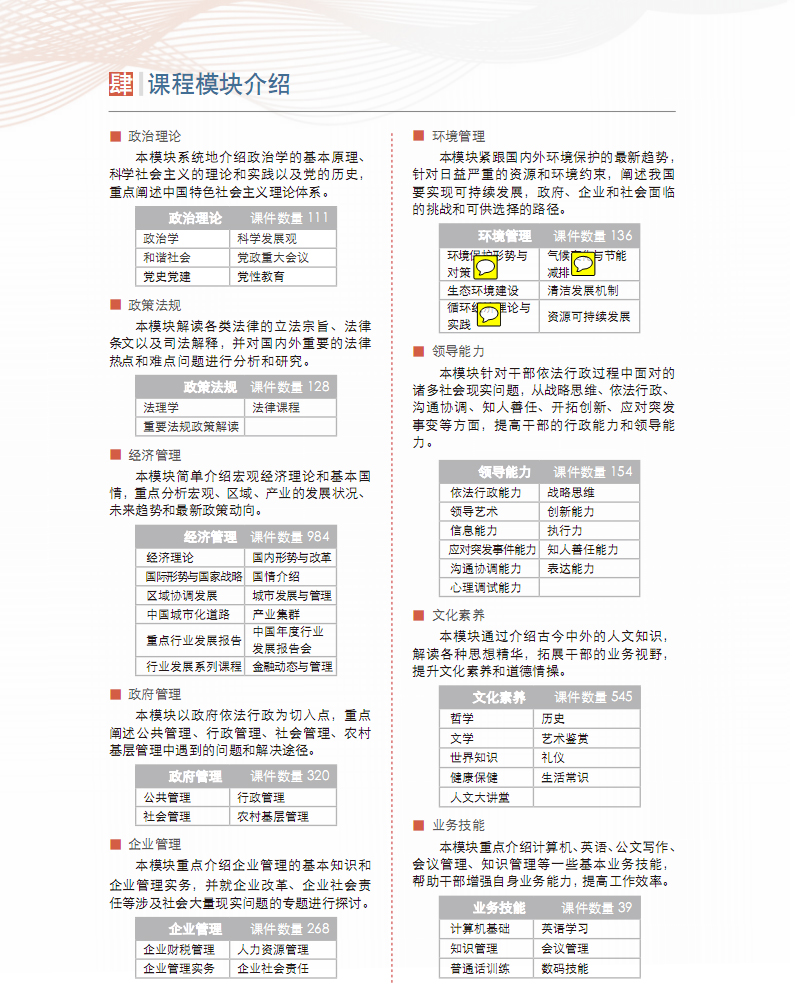 肆 课程模块介绍
政治理论
本模块系统地介绍政治学的基本原理、
科学社会主义的理论和实践以及党的历史，
重点阐述中国特色社会主义理论体系。
政治理论 课件数量 111
政治学 科学发展观
和谐社会 党政重大会议
党史党建 党性教育
政策法规
本模块解读各类法律的立法宗旨、法律
条文以及司法解释，并对国内外重要的法律
热点和难点问题进行分析和研究。
政策法规 课件数量 128
法理学 法律课程
重要法规政策解读
经济管理
本模块简单介绍宏观经济理论和基本国
情，重点分析宏观、区域、产业的发展状况、
未来趋势和最新政策动向。
经济管理 课件数量 984
经济理论 国内形势与改革
国际形势与国家战略 国情介绍
区域协调发展 城市发展与管理
中国城市化道路 产业集群
重点行业发展报告 中国年度行业
发展报告会
行业发展系列课程 金融动态与管理
政府管理
本模块以政府依法行政为切入点，重点
阐述公共管理、行政管理、社会管理、农村
基层管理中遇到的问题和解决途径。
政府管理 课件数量 320
公共管理 行政管理
社会管理 农村基层管理
企业管理
本模块重点介绍企业管理的基本知识和
企业管理实务，并就企业改革、企业社会责
任等涉及社会大量现实问题的专题进行探讨。
企业管理 课件数量 268
企业财税管理 人力资源管理
企业管理实务 企业社会责任
环境管理
本模块紧跟国内外环境保护的最新趋势，
针对日益严重的资源和环境约束，阐述我国
要实现可持续发展，政府、企业和社会面临
的挑战和可供选择的路径。
环境管理 课件数量 136
环境保护形势与
对策
气候 与节能
减排
生态环境建设 清洁发展机制
循环经 理论与
实践
资源可持续发展
领导能力
本模块针对干部依法行政过程中面对的
诸多社会现实问题，从战略思维、依法行政、
沟通协调、知人善任、开拓创新、应对突发
事变等方面，提高干部的行政能力和领导能
力。
领导能力 课件数量 154
依法行政能力 战略思维
领导艺术 创新能力
信息能力 执行力
应对突发事件能力 知人善任能力
沟通协调能力 表达能力
心理调试能力
文化素养
本模块通过介绍古今中外的人文知识，
解读各种思想精华，拓展干部的业务视野，
提升文化素养和道德情操。
文化素养 课件数量 545
哲学 历史
文学 艺术鉴赏
世界知识 礼仪
健康保健 生活常识
人文大讲堂
业务技能
本模块重点介绍计算机、英语、公文写作、
会议管理、知识管理等一些基本业务技能，
帮助干部增强自身业务能力，提高工作效率。
业务技能 课件数量 39
计算机基础 英语学习
知识管理 会议管理
普通话训练 数码技能